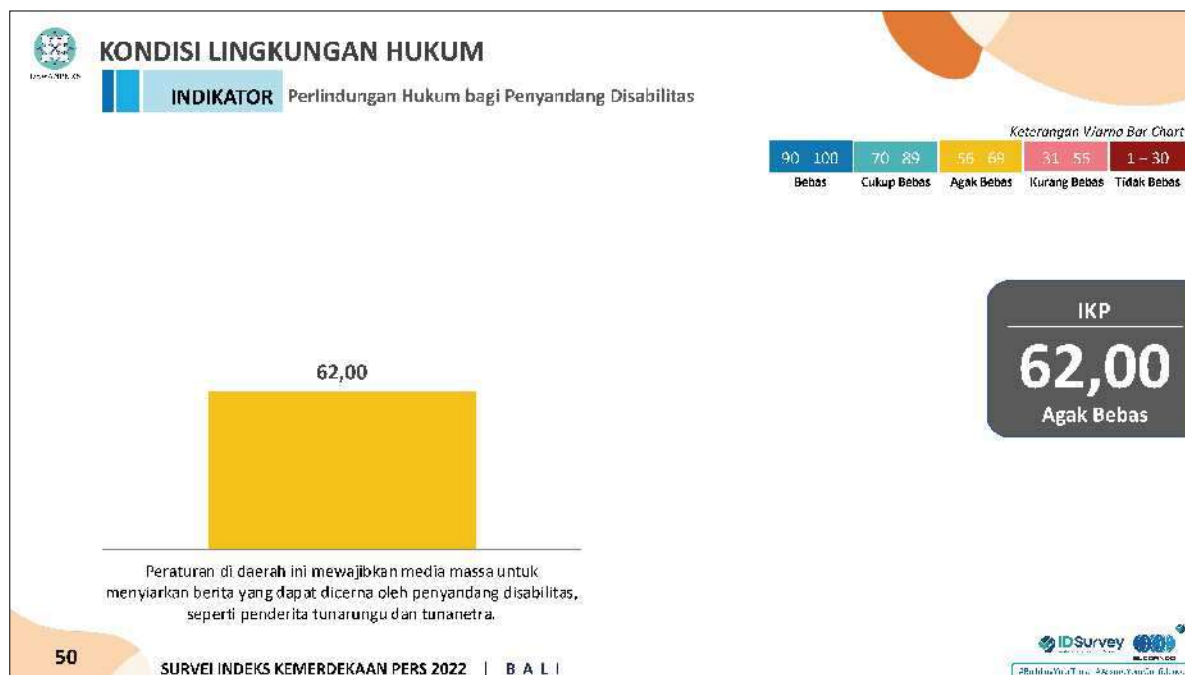 KONDISI LINGKUNGAN HUKUM
INDIKATOR Perlindungan Hukum bagi Penyandang Disabilitas
Keterangan Warna Bar Chart
90 100 70 89 56 69 31 55 1 – 30
Bebas Cukup Bebas Agak Bebas Kurang Bebas Tidak Bebas
IKP
62,00
Agak Bebas
62,00
Peraturan di daerah ini mewajibkan media massa untuk
menyiarkan berita yang dapat dicerna oleh penyandang disabilitas,
seperti penderita tunarungu dan tunanetra.
50
SURVEI INDEKS KEMERDEKAAN PERS 2022 | BALI
IDSurvey